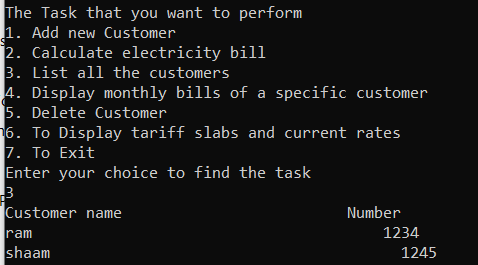 The Task that you want to perform
1. Add new Customer
2. Calculate electricity bill
3. List all the customers
4. Display monthly bills of a specific customer
5. Delete Customer
6. To Display tariff slabs and current rates
7. To Exit
Enter your choice to find the task
3
Customer name Number
ram 1234
shaam 1245